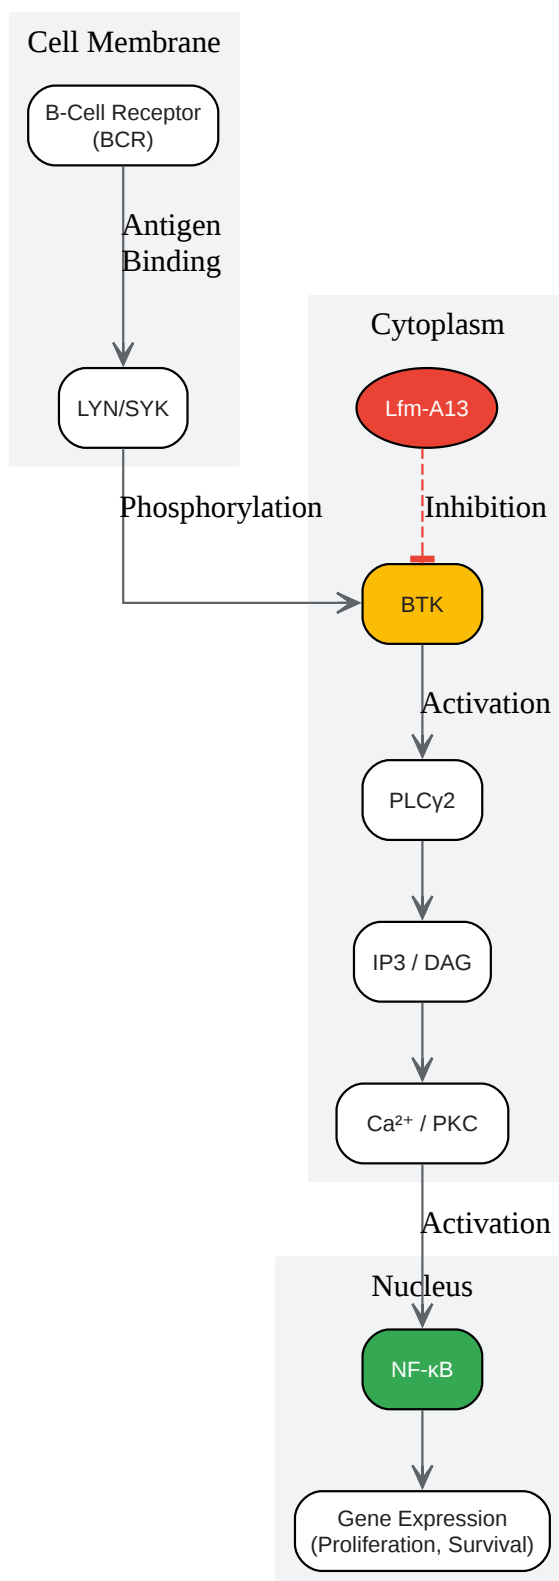 Cell Membrane
B-Cell Receptor
(BCR)
Antigen
Binding
LYN/SYK
Phosphorylation
Cytoplasm
Lfm-A13
Inhibition
BTK
Activation
PLCγ2
IP3 / DAG
Ca²⁺ / PKC
Activation
Nucleus
NF-κB
Gene Expression
(Proliferation, Survival)